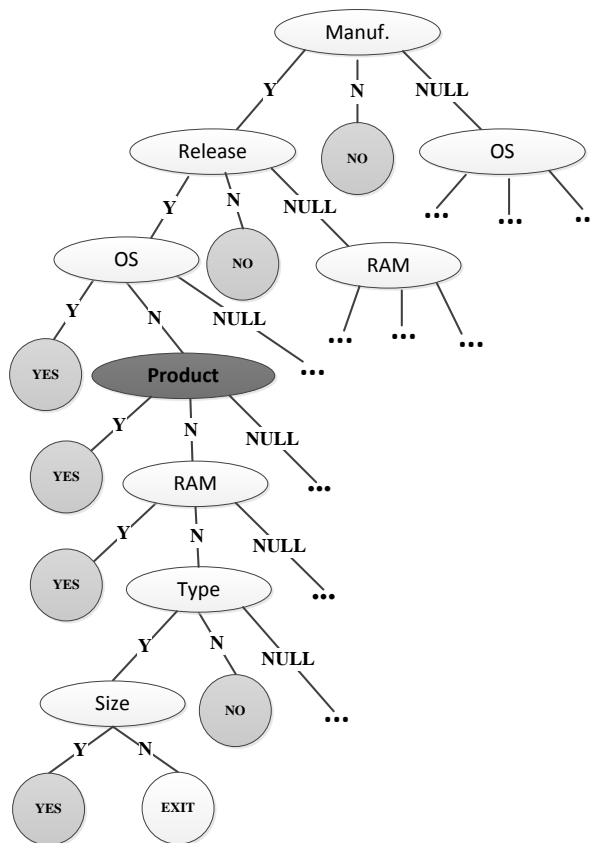 Manuf.
Y
N
NULL
Release
NO
OS
Y
N
NULL
...
...
..
OS
NO
RAM
Y
N
NULL
...
...
...
YES
Product
...
Y
N
NULL
YES
RAM
...
Y
N
NULL
YES
Type
...
Y
N
NULL
Size
NO
...
Y
N
YES
EXIT